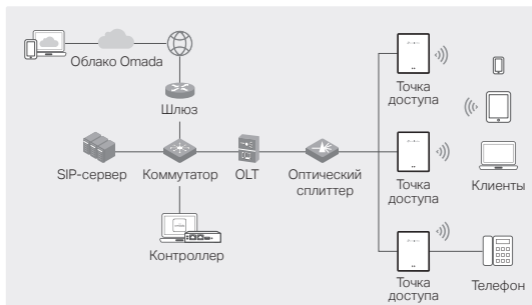 Облако Omada
Шлюз
Точка
доступа
SIP-сервер
Коммутатор
OLT
Оптический
сплиттер
Точка
доступа
Клиенты
Контроллер
Точка
доступа
Телефон